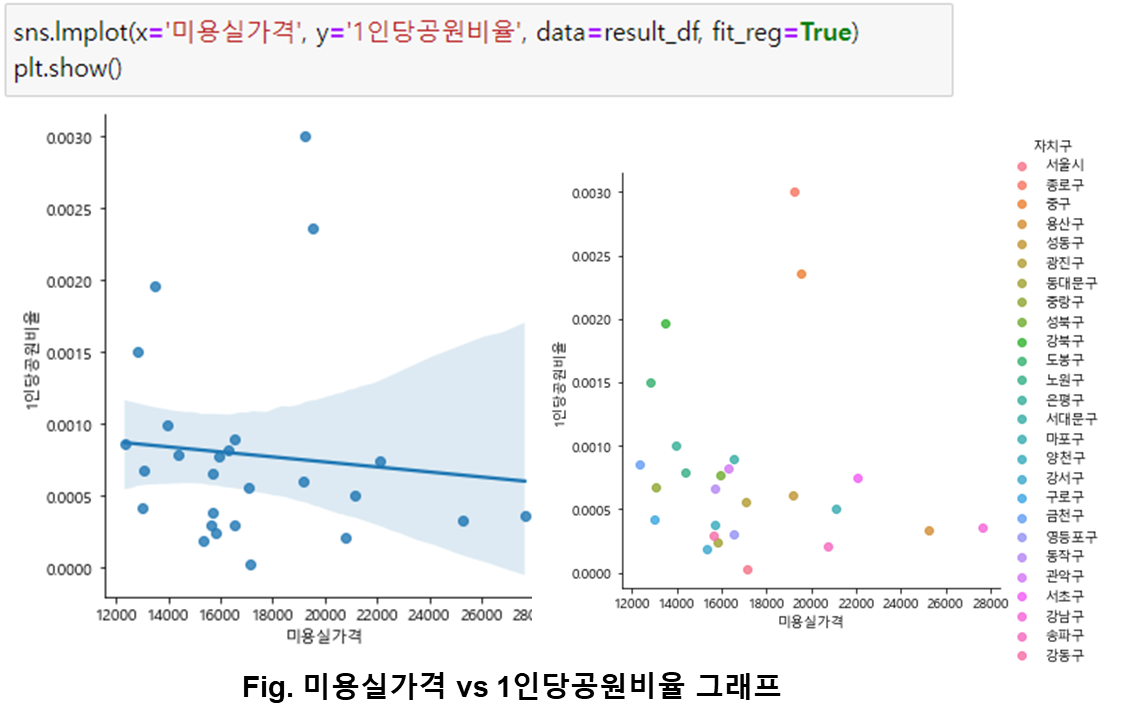 sns.lmplot(x='미용실가격', y='1인당공원비율', data=result_df, fit_reg=True)
plt.show()
0.0030
0.0025
0.0020
0.0015
0.0010
0.0005
0.0000
1인당공원비율
12000 14000 16000 18000 20000 22000 24000 26000 280
미용실가격
0.0030
0.0025
0.0020
0.0015
0.0010
0.0005
0.0000
1인당공원비율
12000 14000 16000 18000 20000 22000 24000 26000 28000
미용실가격
자치구
서울시
종로구
중구
용산구
성동구
광진구
동대문구
중랑구
성북구
강북구
도봉구
노원구
은평구
서대문구
마포구
양천구
강서구
구로구
금천구
영등포구
동작구
관악구
서초구
강남구
송파구
강동구
Fig. 미용실가격 vs 1인당공원비율 그래프